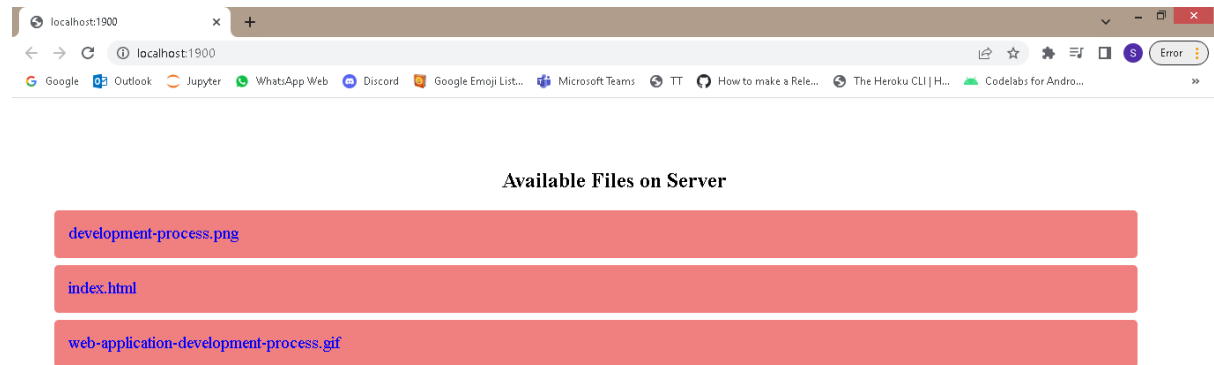 localhost:1900
localhost:1900
Error
Google Outlook Jupyter WhatsApp Web Discord Google Emoji List... Microsoft Teams TT How to make a Rele... The Heroku CLI | H... Codelabs for Andro... »
Available Files on Server
development-process.png
index.html
web-application-development-process.gif